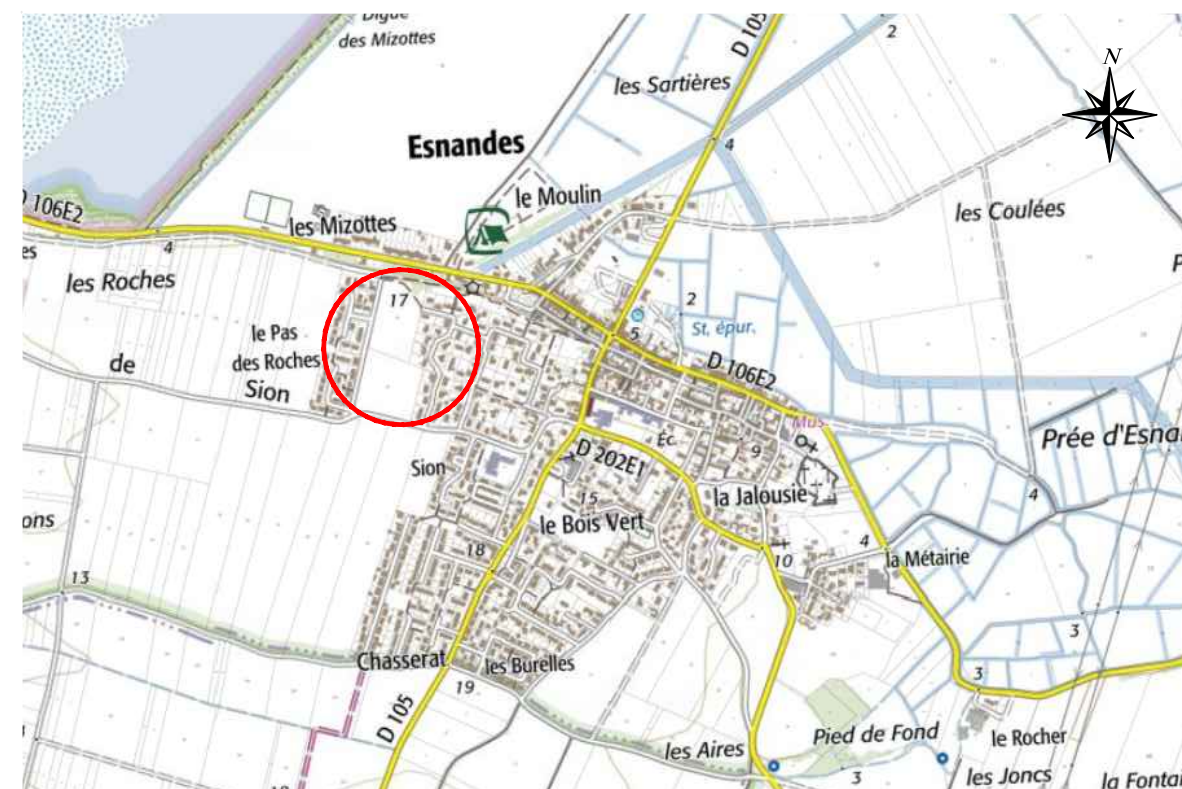 Digue
des Mizottes
D 105
2
les Sartières
N
Esnandes
4
le Moulin
D 106E2
les Mizottes
les Coulées
4
es
les Roches
17
2
P
le Pas
des Roches
St. épur.
5
de
Sion
D 106E2
Mus.
Éc.
9
Prée d'Esna
Sion
D 202E1
15
la Jalousie
4
ons
le Bois Vert
18
10
4
la Métairie
13
3
Chasserat
les Burelles
19
3
D 105
les Aires
Pied de Fond
le Rocher
3
les Joncs
la Fontai